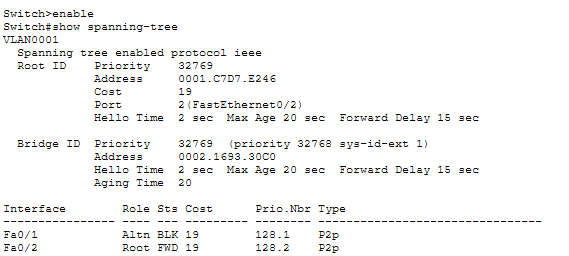 Switch>enable
Switch#show spanning-tree
VLAN0001
  Spanning tree enabled protocol ieee
  Root ID    Priority    32769
             Address     0001.C7D7.E246
             Cost        19
             Port        2(FastEthernet0/2)
             Hello Time  2 sec  Max Age 20 sec  Forward Delay 15 sec

  Bridge ID  Priority    32769  (priority 32768 sys-id-ext 1)
             Address     0002.1693.30C0
             Hello Time  2 sec  Max Age 20 sec  Forward Delay 15 sec
             Aging Time  20

Interface        Role Sts Cost      Prio.Nbr Type
---------------- ---- --- --------- -------- --------------------------------
Fa0/1            Altn BLK 19        128.1    P2p
Fa0/2            Root FWD 19        128.2    P2p